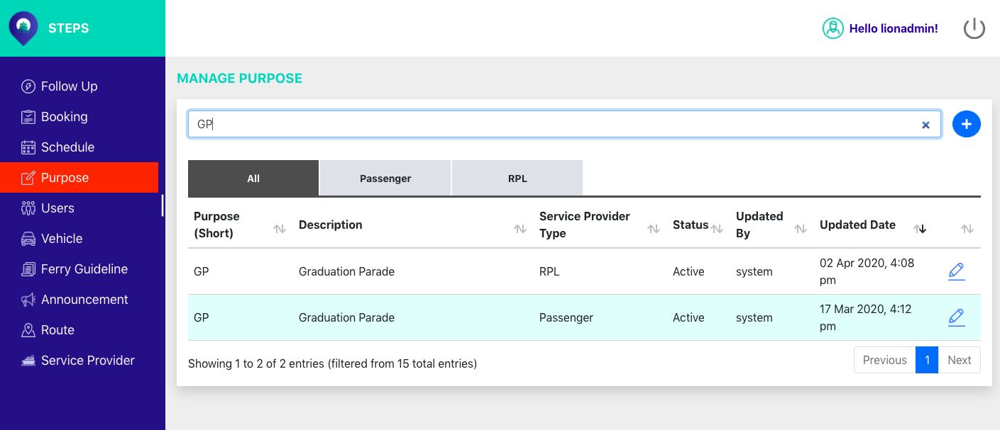 STEPS
Hello lionadmin!
Follow Up
Booking
Schedule
Purpose
Users
Vehicle
Ferry Guideline
Announcement
Route
Service Provider
MANAGE PURPOSE
GP
All Passenger RPL
Purpose (Short) Description Service Provider Type Status Updated By Updated Date
GP Graduation Parade RPL Active system 02 Apr 2020, 4:08 pm
GP Graduation Parade Passenger Active system 17 Mar 2020, 4:12 pm
Showing 1 to 2 of 2 entries (filtered from 15 total entries)
Previous 1 Next